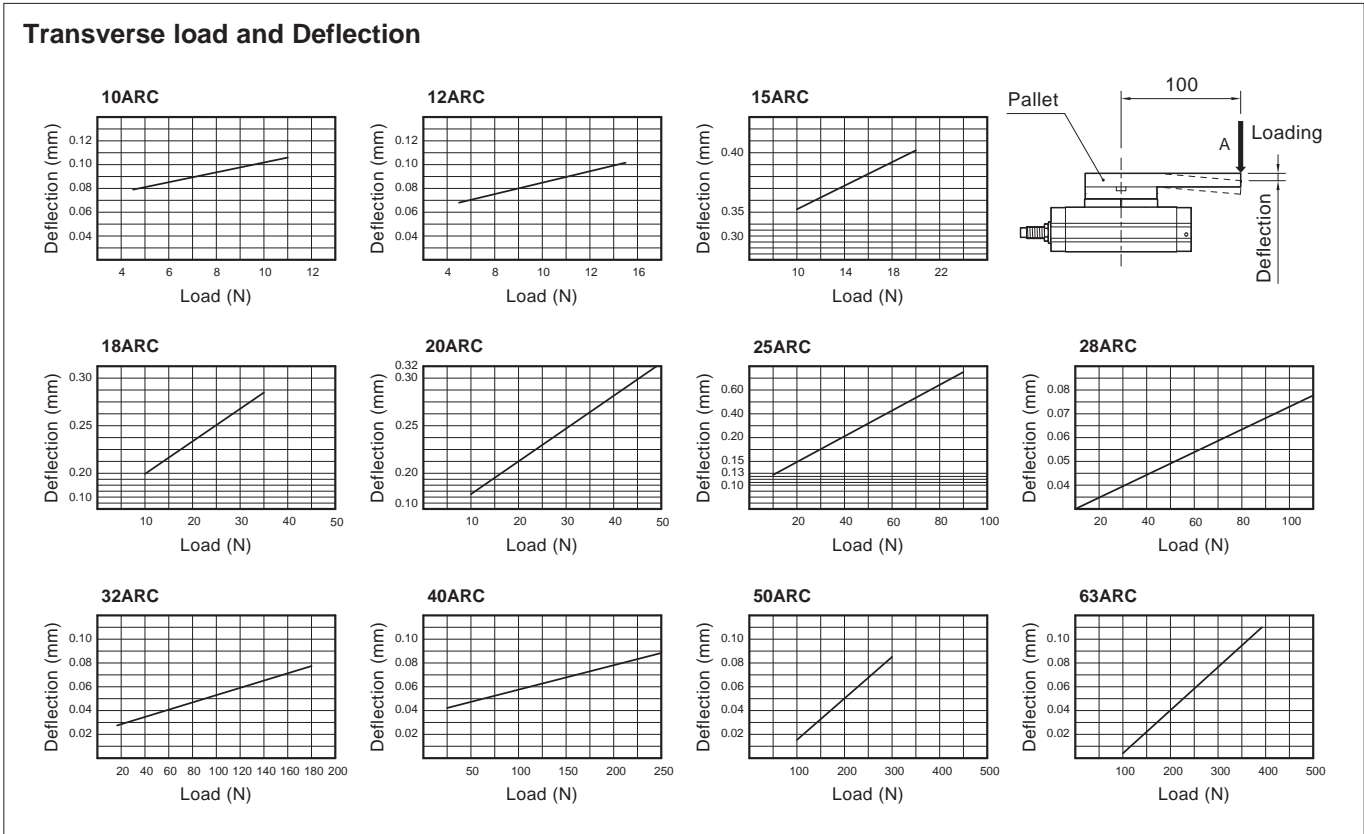 Transverse load and Deflection
10ARC
Deflection (mm)
0.12
0.10
0.08
0.06
0.04
4 6 8 10 12
Load (N)
12ARC
Deflection (mm)
0.12
0.10
0.08
0.06
0.04
4 8 10 12 16
Load (N)
15ARC
Deflection (mm)
0.40
0.35
0.30
10 14 18 22
Load (N)
100
Pallet
A
Loading
Deflection
18ARC
Deflection (mm)
0.30
0.25
0.20
0.10
10 20 30 40 50
Load (N)
20ARC
Deflection (mm)
0.32
0.30
0.25
0.20
0.10
10 20 30 40 50
Load (N)
25ARC
Deflection (mm)
0.60
0.40
0.20
0.15
0.13
0.10
20 40 60 80 100
Load (N)
28ARC
Deflection (mm)
0.08
0.07
0.06
0.05
0.04
20 40 60 80 100
Load (N)
32ARC
Deflection (mm)
0.10
0.08
0.06
0.04
0.02
20 40 60 80 100 120 140 160 180 200
Load (N)
40ARC
Deflection (mm)
0.10
0.08
0.06
0.04
0.02
50 100 150 200 250
Load (N)
50ARC
Deflection (mm)
0.10
0.08
0.06
0.04
0.02
100 200 300 400 500
Load (N)
63ARC
Deflection (mm)
0.10
0.08
0.06
0.04
0.02
100 200 300 400 500
Load (N)